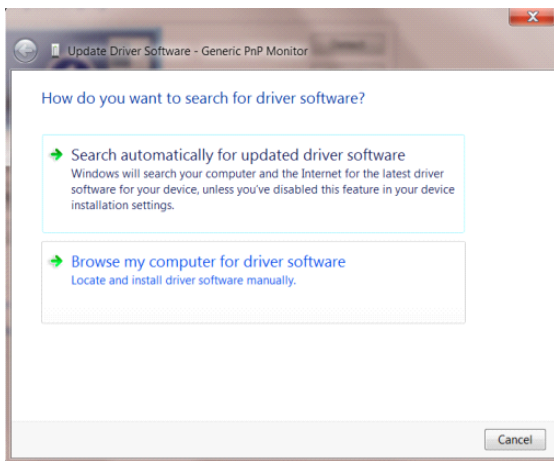 Update Driver Software - Generic PnP Monitor
How do you want to search for driver software?
Search automatically for updated driver software
Windows will search your computer and the Internet for the latest driver
software for your device, unless you've disabled this feature in your device
installation settings.
Browse my computer for driver software
Locate and install driver software manually.
Cancel